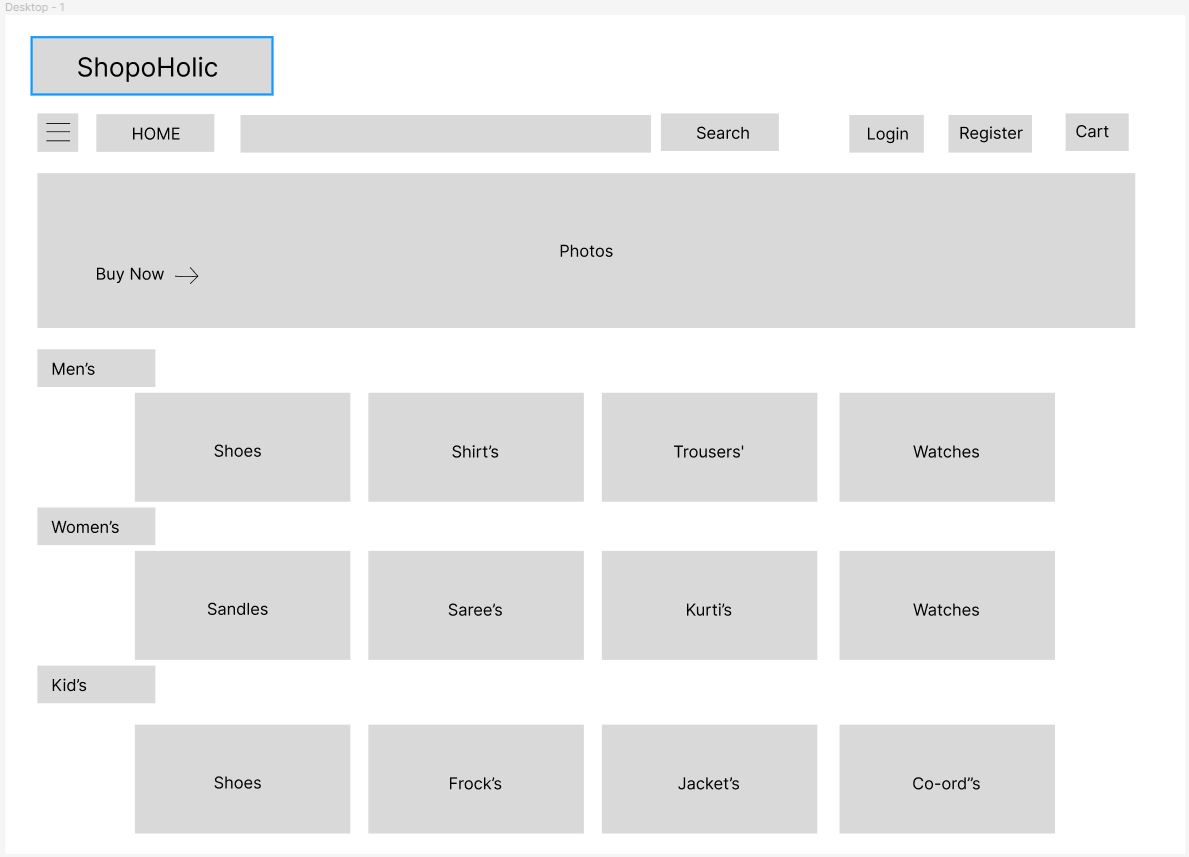 Desktop - 1
ShopoHolic
HOME
Search
Login
Register
Cart
Photos
Buy Now
Men’s
Shoes
Shirt’s
Trousers'
Watches
Women’s
Sandles
Saree’s
Kurti’s
Watches
Kid’s
Shoes
Frock’s
Jacket’s
Co-ord”s